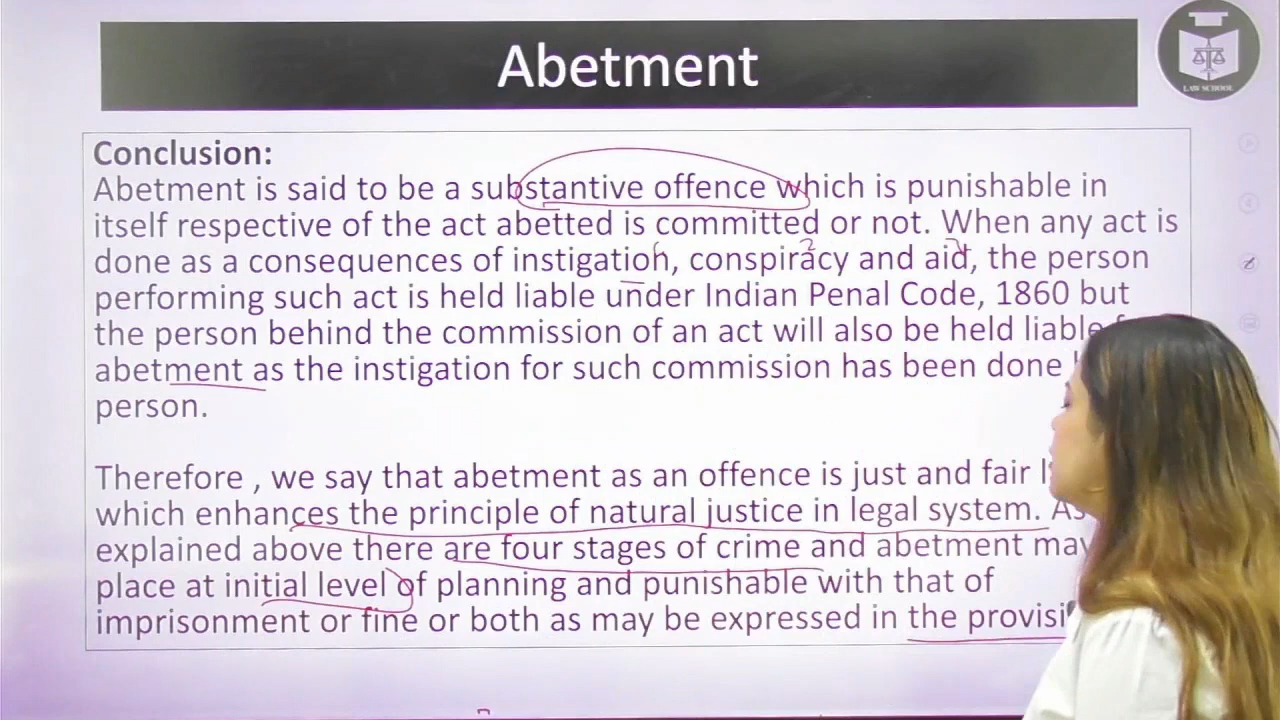 Abetment
LAW SCHOOL
Conclusion:
Abetment is said to be a substantive offence which is punishable in
itself respective of the act abetted is committed or not. When any act is
done as a consequences of instigation, conspiracy and aid, the person
performing such act is held liable under Indian Penal Code, 1860 but
the person behind the commission of an act will also be held liable
abetment as the instigation for such commission has been done
person.
Therefore , we say that abetment as an offence is just and fair
which enhances the principle of natural justice in legal system.
explained above there are four stages of crime and abetment may
place at initial level of planning and punishable with that of
imprisonment or fine or both as may be expressed in the